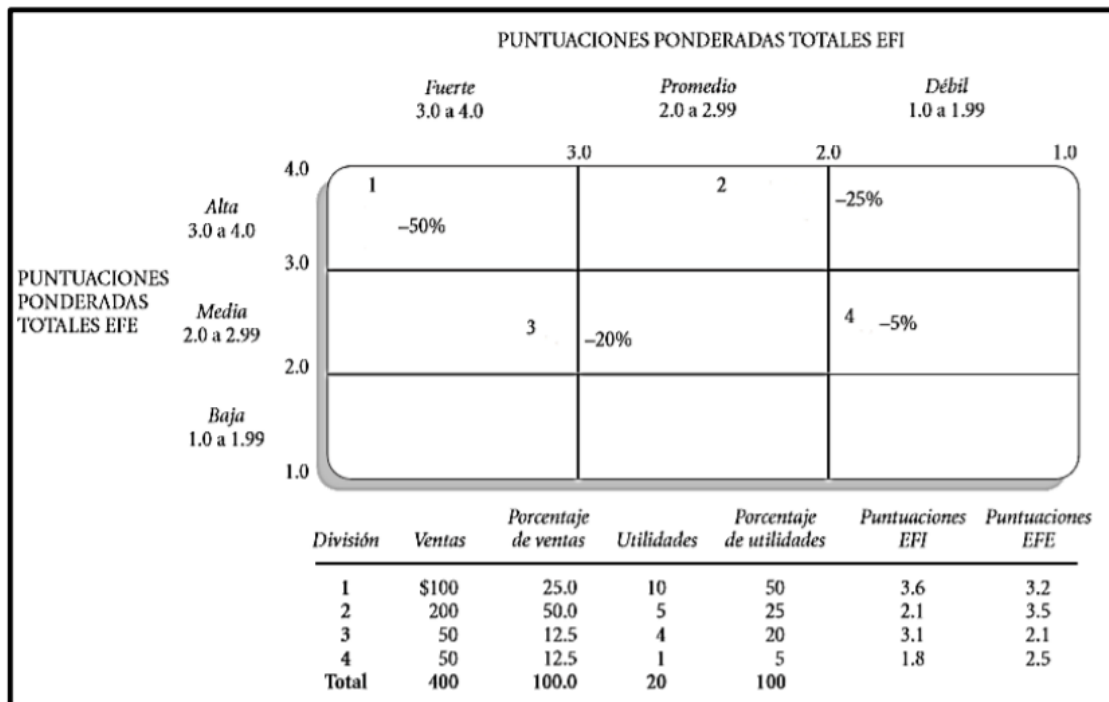 PUNTUACIONES PONDERADAS TOTALES EFI
Fuerte Promedio Débil
3.0 a 4.0 2.0 a 2.99 1.0 a 1.99
3.0 2.0 1.0
4.0
1 2
–25%
Alta
3.0 a 4.0
–50%
3.0
PUNTUACIONES
PONDERADAS
TOTALES EFE
Media
2.0 a 2.99
3 –20%
4 –5%
2.0
Baja
1.0 a 1.99
1.0
Porcentaje Porcentaje Puntuaciones Puntuaciones
División Ventas de ventas Utilidades de utilidades EFI EFE
1 $100 25.0 10 50 3.6 3.2
2 200 50.0 5 25 2.1 3.5
3 50 12.5 4 20 3.1 2.1
4 50 12.5 1 5 1.8 2.5
Total 400 100.0 20 100